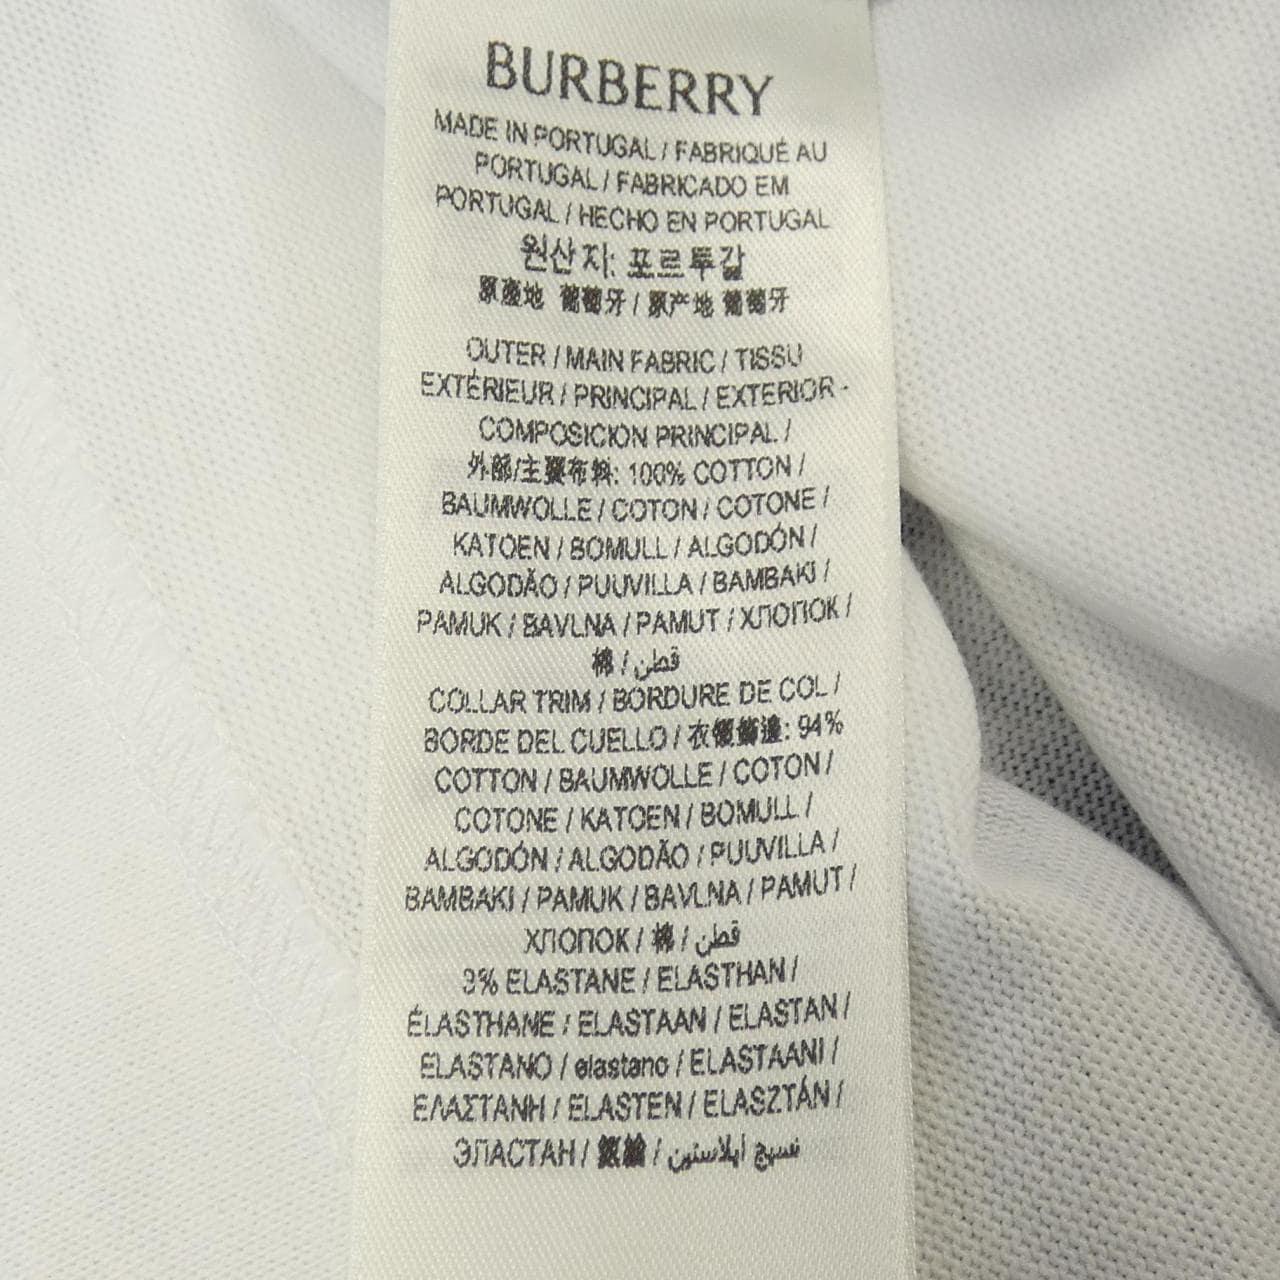 BURBERRY
MADE IN PORTUGAL / FABRIQUÉ AU
PORTUGAL / FABRICADO EM
PORTUGAL / HECHO EN PORTUGAL
원산지: 포르투갈
原產地 葡萄牙 / 原产地 葡萄牙
OUTER / MAIN FABRIC / TISSU
EXTÉRIEUR / PRINCIPAL / EXTERIOR -
COMPOSICION PRINCIPAL /
外部/主要布料: 100% COTTON /
BAUMWOLLE / COTON / COTONE /
KATOEN / BOMULL / ALGODÓN /
ALGODÃO / PUUVILLA / BAMBAKI /
PAMUK / BAVLNA / PAMUT / ХЛОПОК /
棉 / قطن
COLLAR TRIM / BORDURE DE COL /
BORDE DEL CUELLO / 衣領飾邊: 94%
COTTON / BAUMWOLLE / COTON /
COTONE / KATOEN / BOMULL /
ALGODÓN / ALGODÃO / PUUVILLA /
BAMBAKI / PAMUK / BAVLNA / PAMUT /
ХЛОПОК / 棉 / قطن
ELASTANE / ELASTHAN /
ÉLASTHANE / ELASTAAN / ELASTAN /
ELASTANO / elastano / ELASTAANI /
ΕΛΑΣΤΑΝΗ / ELASTEN / ELASZTÁN /
ЭЛАСТАН / / نسيج ايلاستين